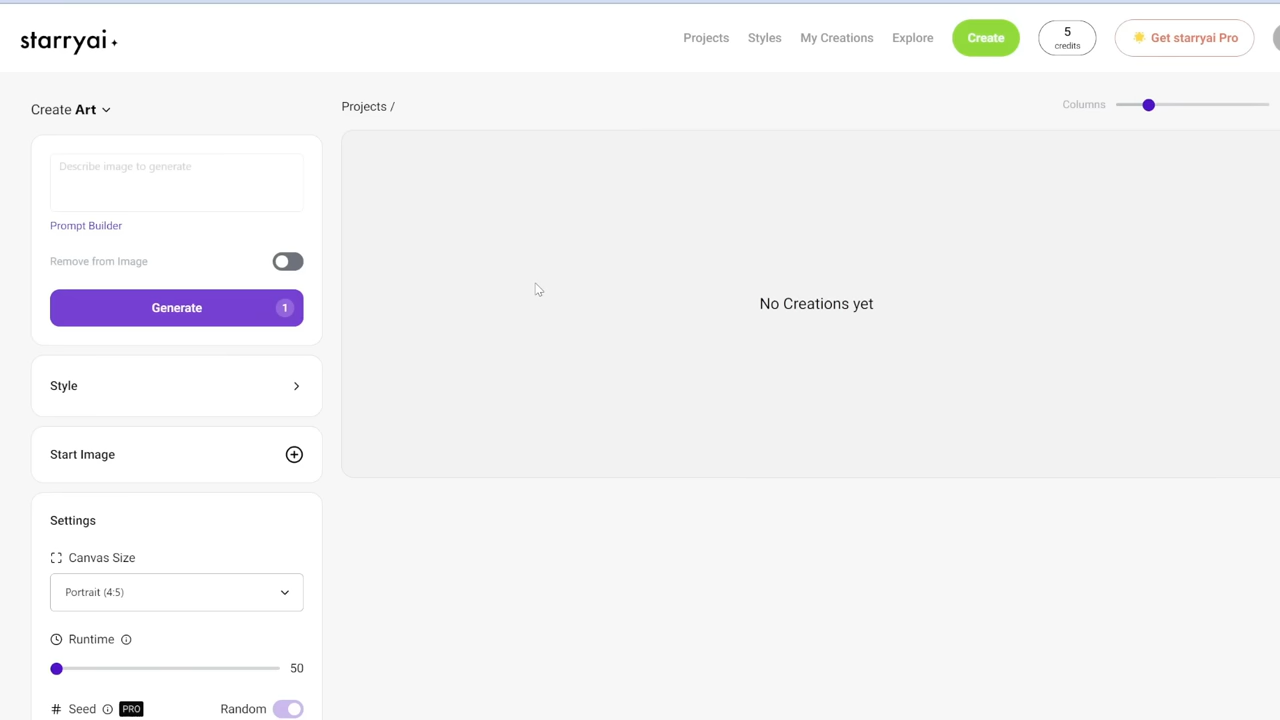 starryai
Projects
Styles
My Creations
Explore
Create
5
credits
Get starryai Pro
Create Art
Projects /
Columns
Describe image to generate
Prompt Builder
Remove from Image
Generate
1
No Creations yet
Style
Start Image
Settings
Canvas Size
Portrait (4:5)
Runtime
50
# Seed
PRO
Random